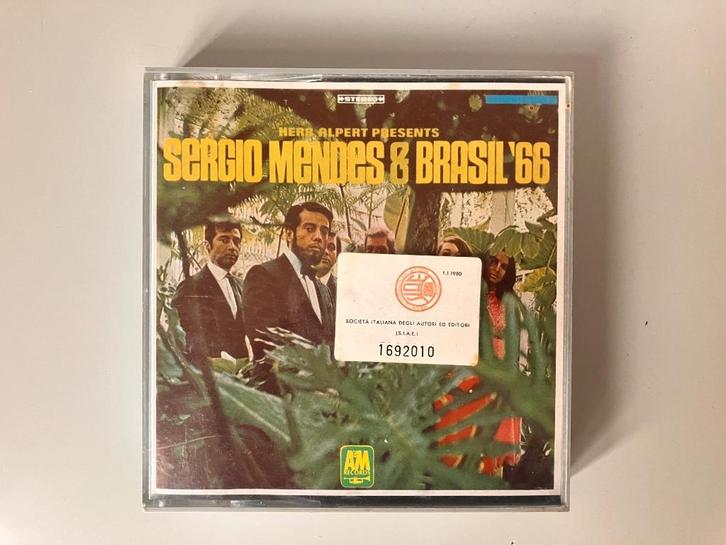 STEREO
HERB ALPERT PRESENTS
SERGIO MENDES & BRASIL '66
1.1.1980
SOCIETÀ ITALIANA DEGLI AUTORI ED EDITORI
(S.I.A.E.)
1692010
A&M
RECORDS